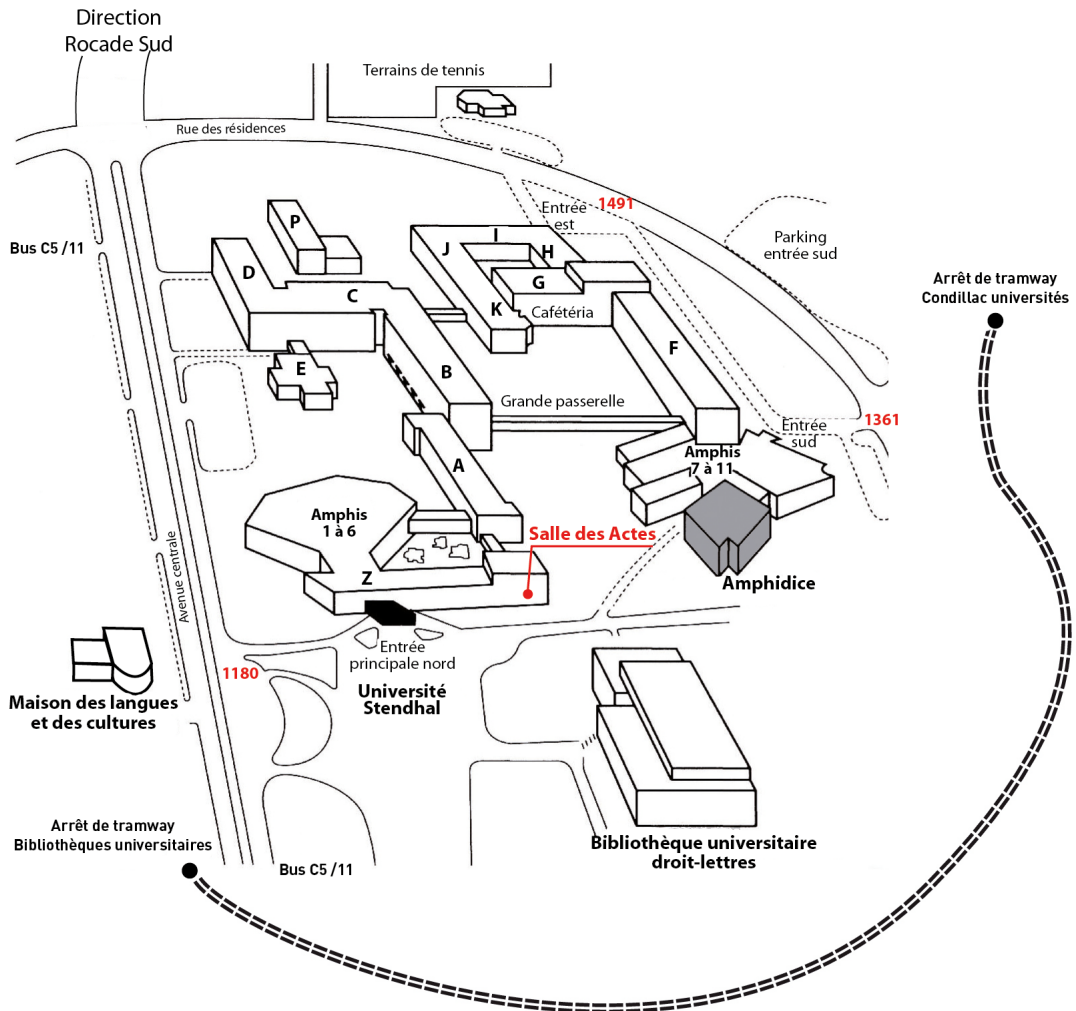 Direction
Rocade Sud
Terrains de tennis
Rue des résidences
Bus C5 /11
P
Entrée
est
1491
Parking
entrée sud
D
C
J
I
H
G
K
Cafétéria
F
Arrêt de tramway
Condillac universités
E
B
Grande passerelle
Entrée
sud
1361
A
Amphis
7 à 11
Amphis
1 à 6
Salle des Actes
Z
Amphidice
Avenue centrale
Entrée
principale nord
1180
Université
Stendhal
Maison des langues
et des cultures
Arrêt de tramway
Bibliothèques universitaires
Bus C5 /11
Bibliothèque universitaire
droit-lettres